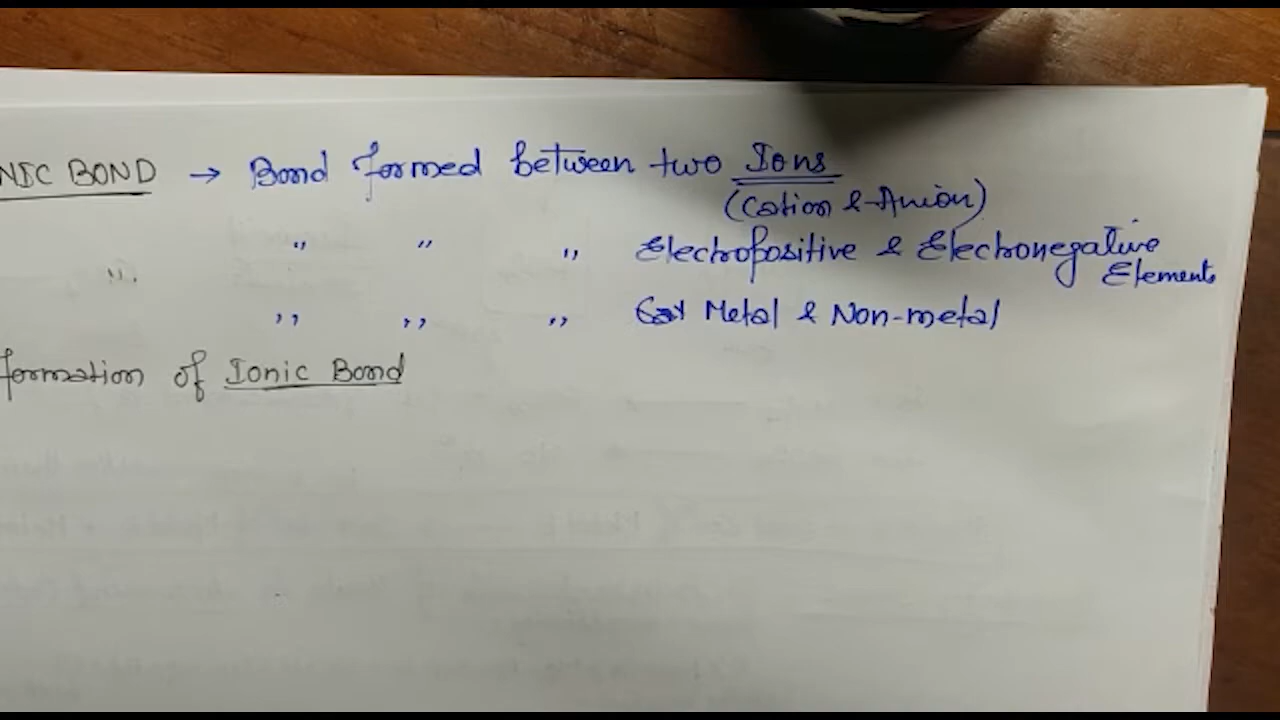 NIC BOND → Bond formed between two Ions
(Cation & Anion)
" " " Electropositive & Electronegative
Elements
" " " Metal & Non-metal
formation of Ionic Bond